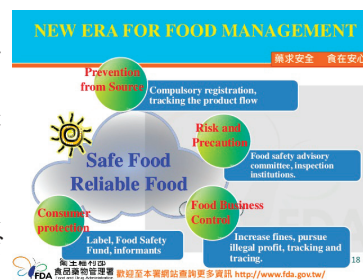 NEW ERA FOR FOOD MANAGEMENT
藥求安全 食在安心
Prevention
from Source
Compulsory registration,
tracking the product flow
Risk and
Precaution
Food safety advisory
committee, inspection
institutions.
Safe Food
Reliable Food
Consumer
protection
Label, Food Safety
Fund, informants
Food Business
Control
Increase fines, pursue
illegal profit, tracking and
tracing.
16
FDA
衛生福利部
食品藥物管理署
歡迎至本署網站查詢更多資訊 http://www.fda.gov.tw/